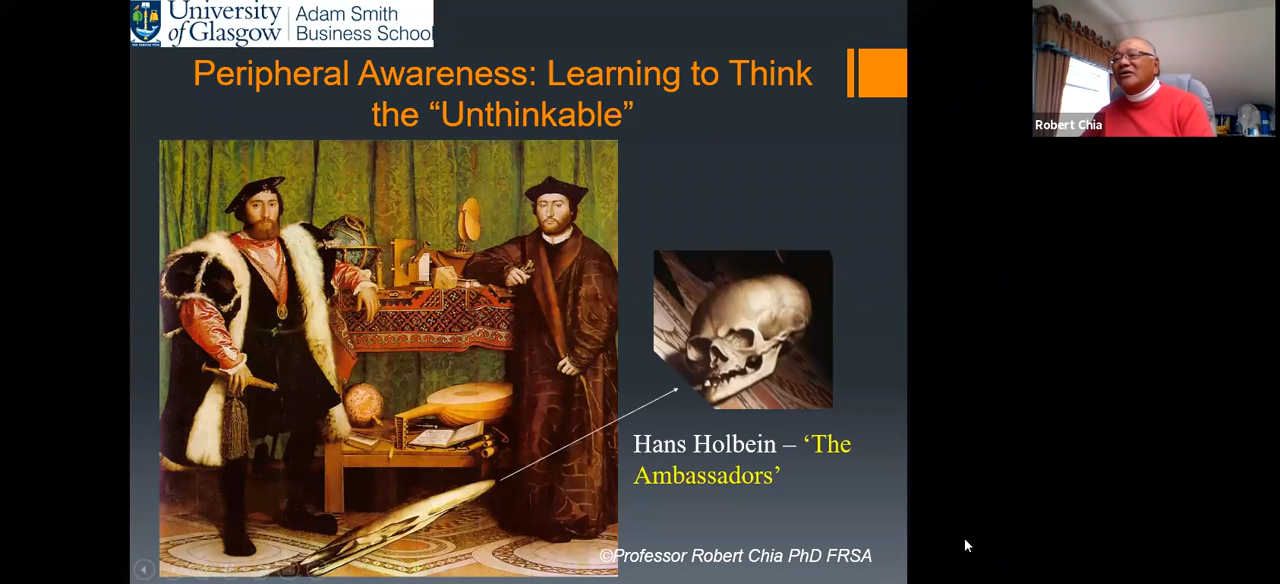 University
of Glasgow
Adam Smith
Business School
Peripheral Awareness: Learning to Think
the “Unthinkable”
Robert Chia
Hans Holbein – ‘The
Ambassadors’
©Professor Robert Chia PhD FRSA